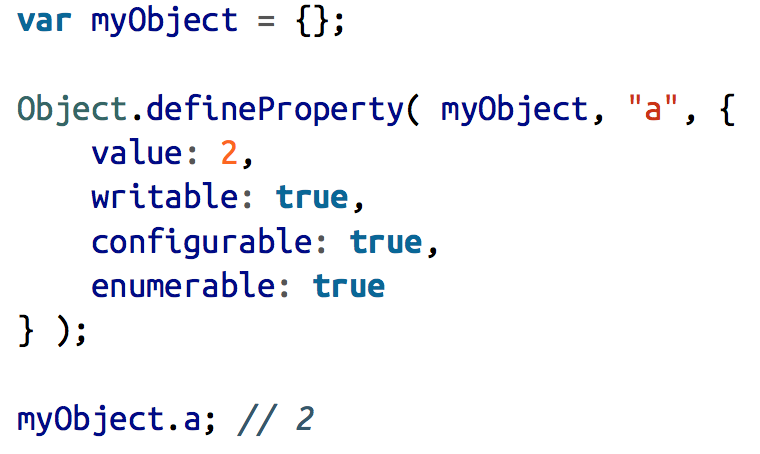 var myObject = {};

Object.defineProperty( myObject, "a", {
    value: 2,
    writable: true,
    configurable: true,
    enumerable: true
} );

myObject.a; // 2